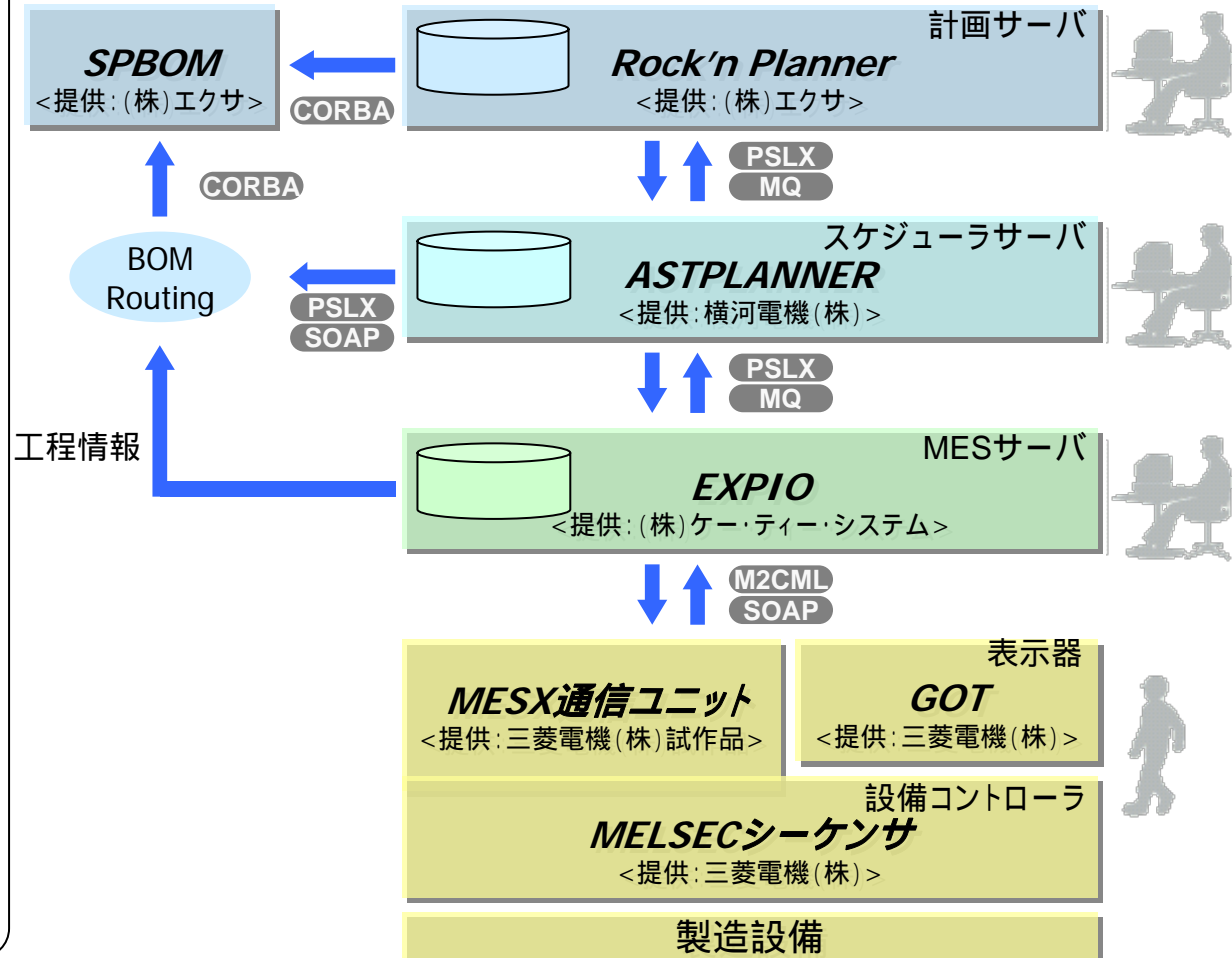 計画サーバ
SPBOM
<提供:(株)エクサ>
Rock'n Planner
<提供:(株)エクサ>
CORBA
PSLX
MQ
CORBA
スケジューラサーバ
BOM
Routing
ASTPLANNER
<提供:横河電機(株)>
PSLX
SOAP
PSLX
MQ
工程情報
MESサーバ
EXPIO
<提供:(株)ケー・ティー・システム>
M2CML
SOAP
表示器
MESX通信ユニット
<提供:三菱電機(株)試作品>
GOT
<提供:三菱電機(株)>
設備コントローラ
MELSECシーケンサ
<提供:三菱電機(株)>
製造設備